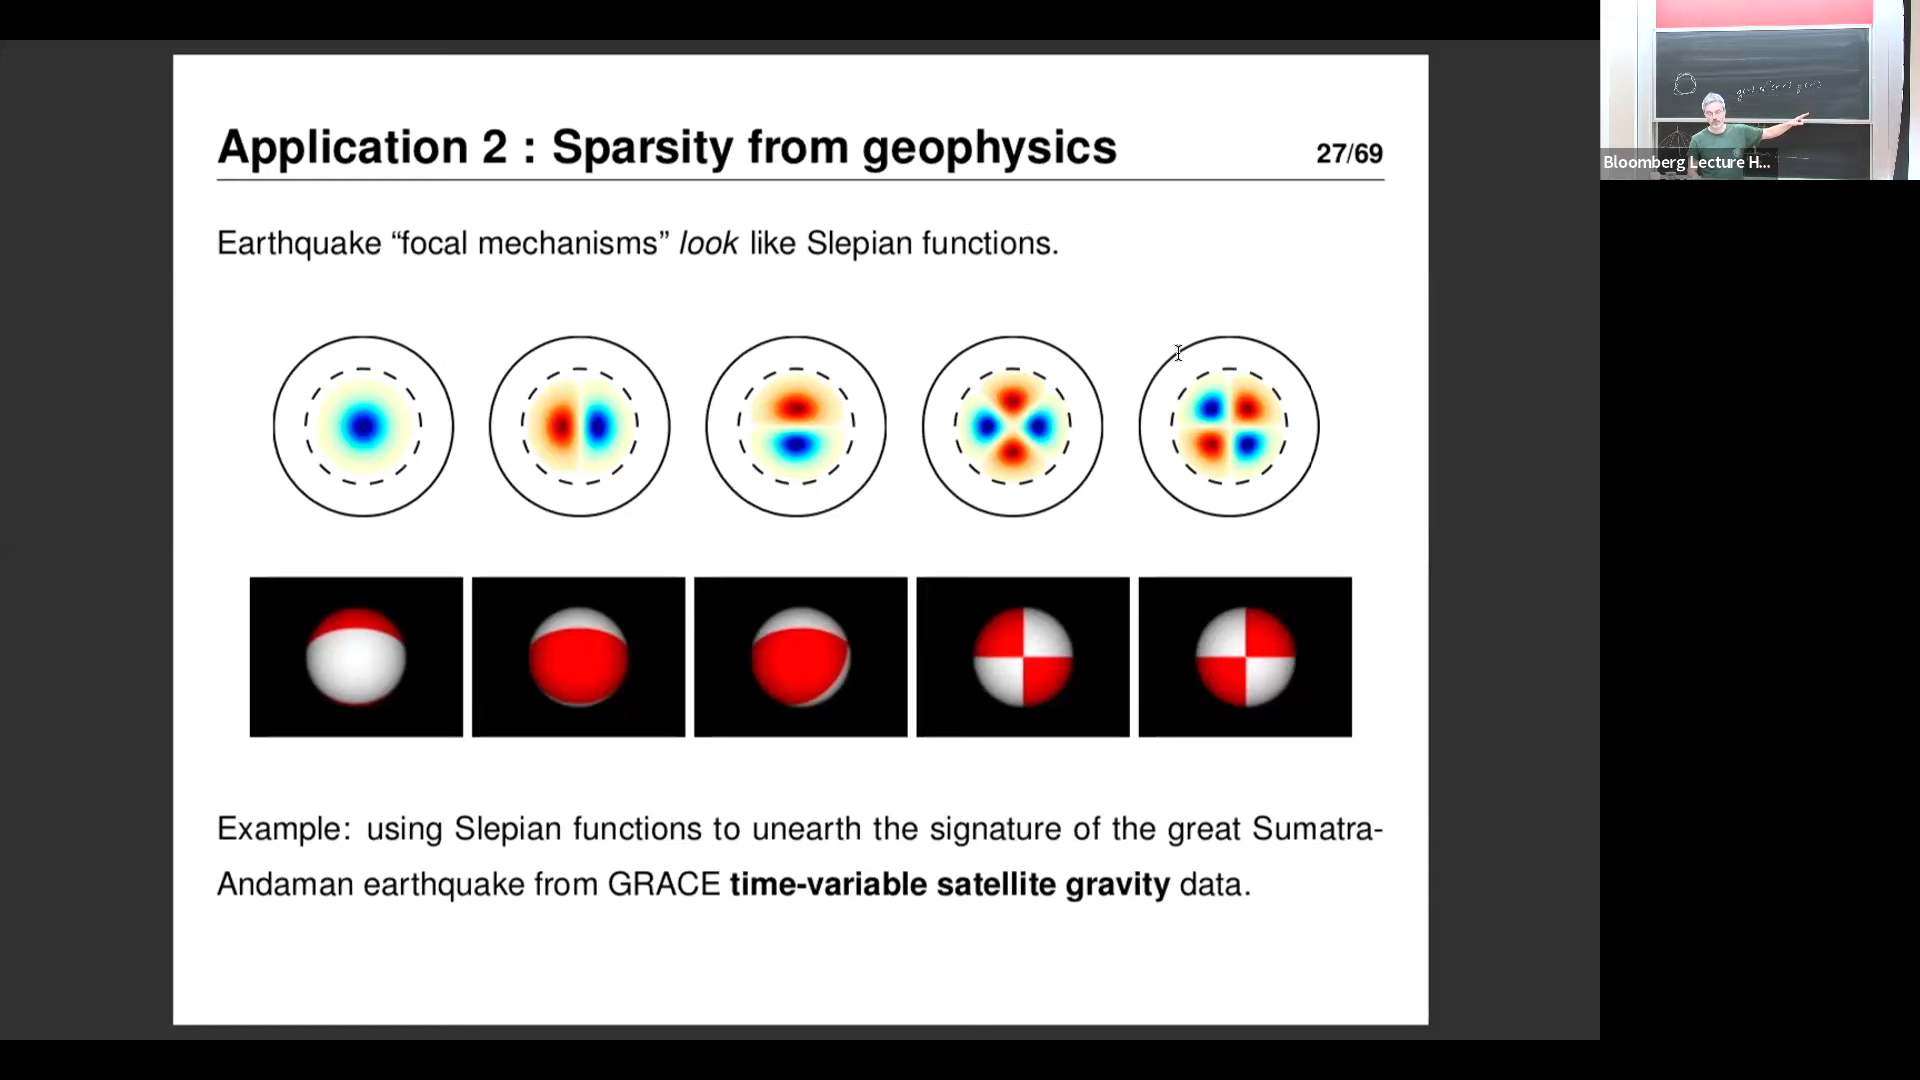 Application 2 : Sparsity from geophysics 27/69
Earthquake “focal mechanisms” look like Slepian functions.
Example: using Slepian functions to unearth the signature of the great Sumatra-
Andaman earthquake from GRACE time-variable satellite gravity data.
Bloomberg Lecture H...